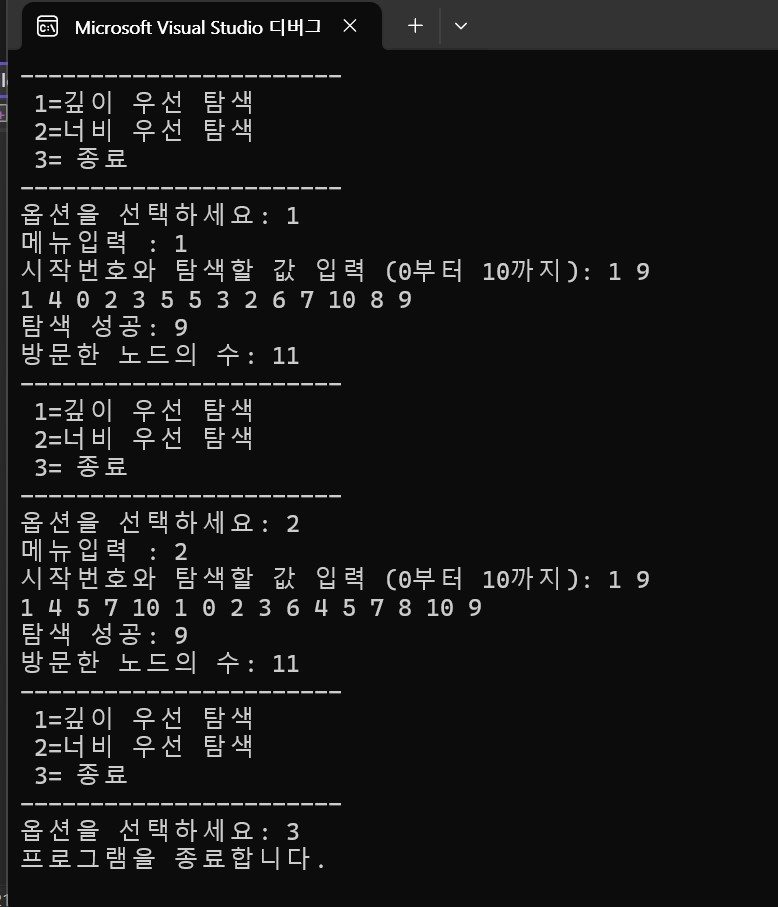 Microsoft Visual Studio 디버그
-----------------------
1=깊이 우선 탐색
2=너비 우선 탐색
3= 종료
-----------------------
옵션을 선택하세요: 1
메뉴입력 : 1
시작번호와 탐색할 값 입력 (0부터 10까지): 1 9
1 4 0 2 3 5 5 3 2 6 7 10 8 9
탐색 성공: 9
방문한 노드의 수: 11
-----------------------
1=깊이 우선 탐색
2=너비 우선 탐색
3= 종료
-----------------------
옵션을 선택하세요: 2
메뉴입력 : 2
시작번호와 탐색할 값 입력 (0부터 10까지): 1 9
1 4 5 7 10 1 0 2 3 6 4 5 7 8 10 9
탐색 성공: 9
방문한 노드의 수: 11
-----------------------
1=깊이 우선 탐색
2=너비 우선 탐색
3= 종료
-----------------------
옵션을 선택하세요: 3
프로그램을 종료합니다.